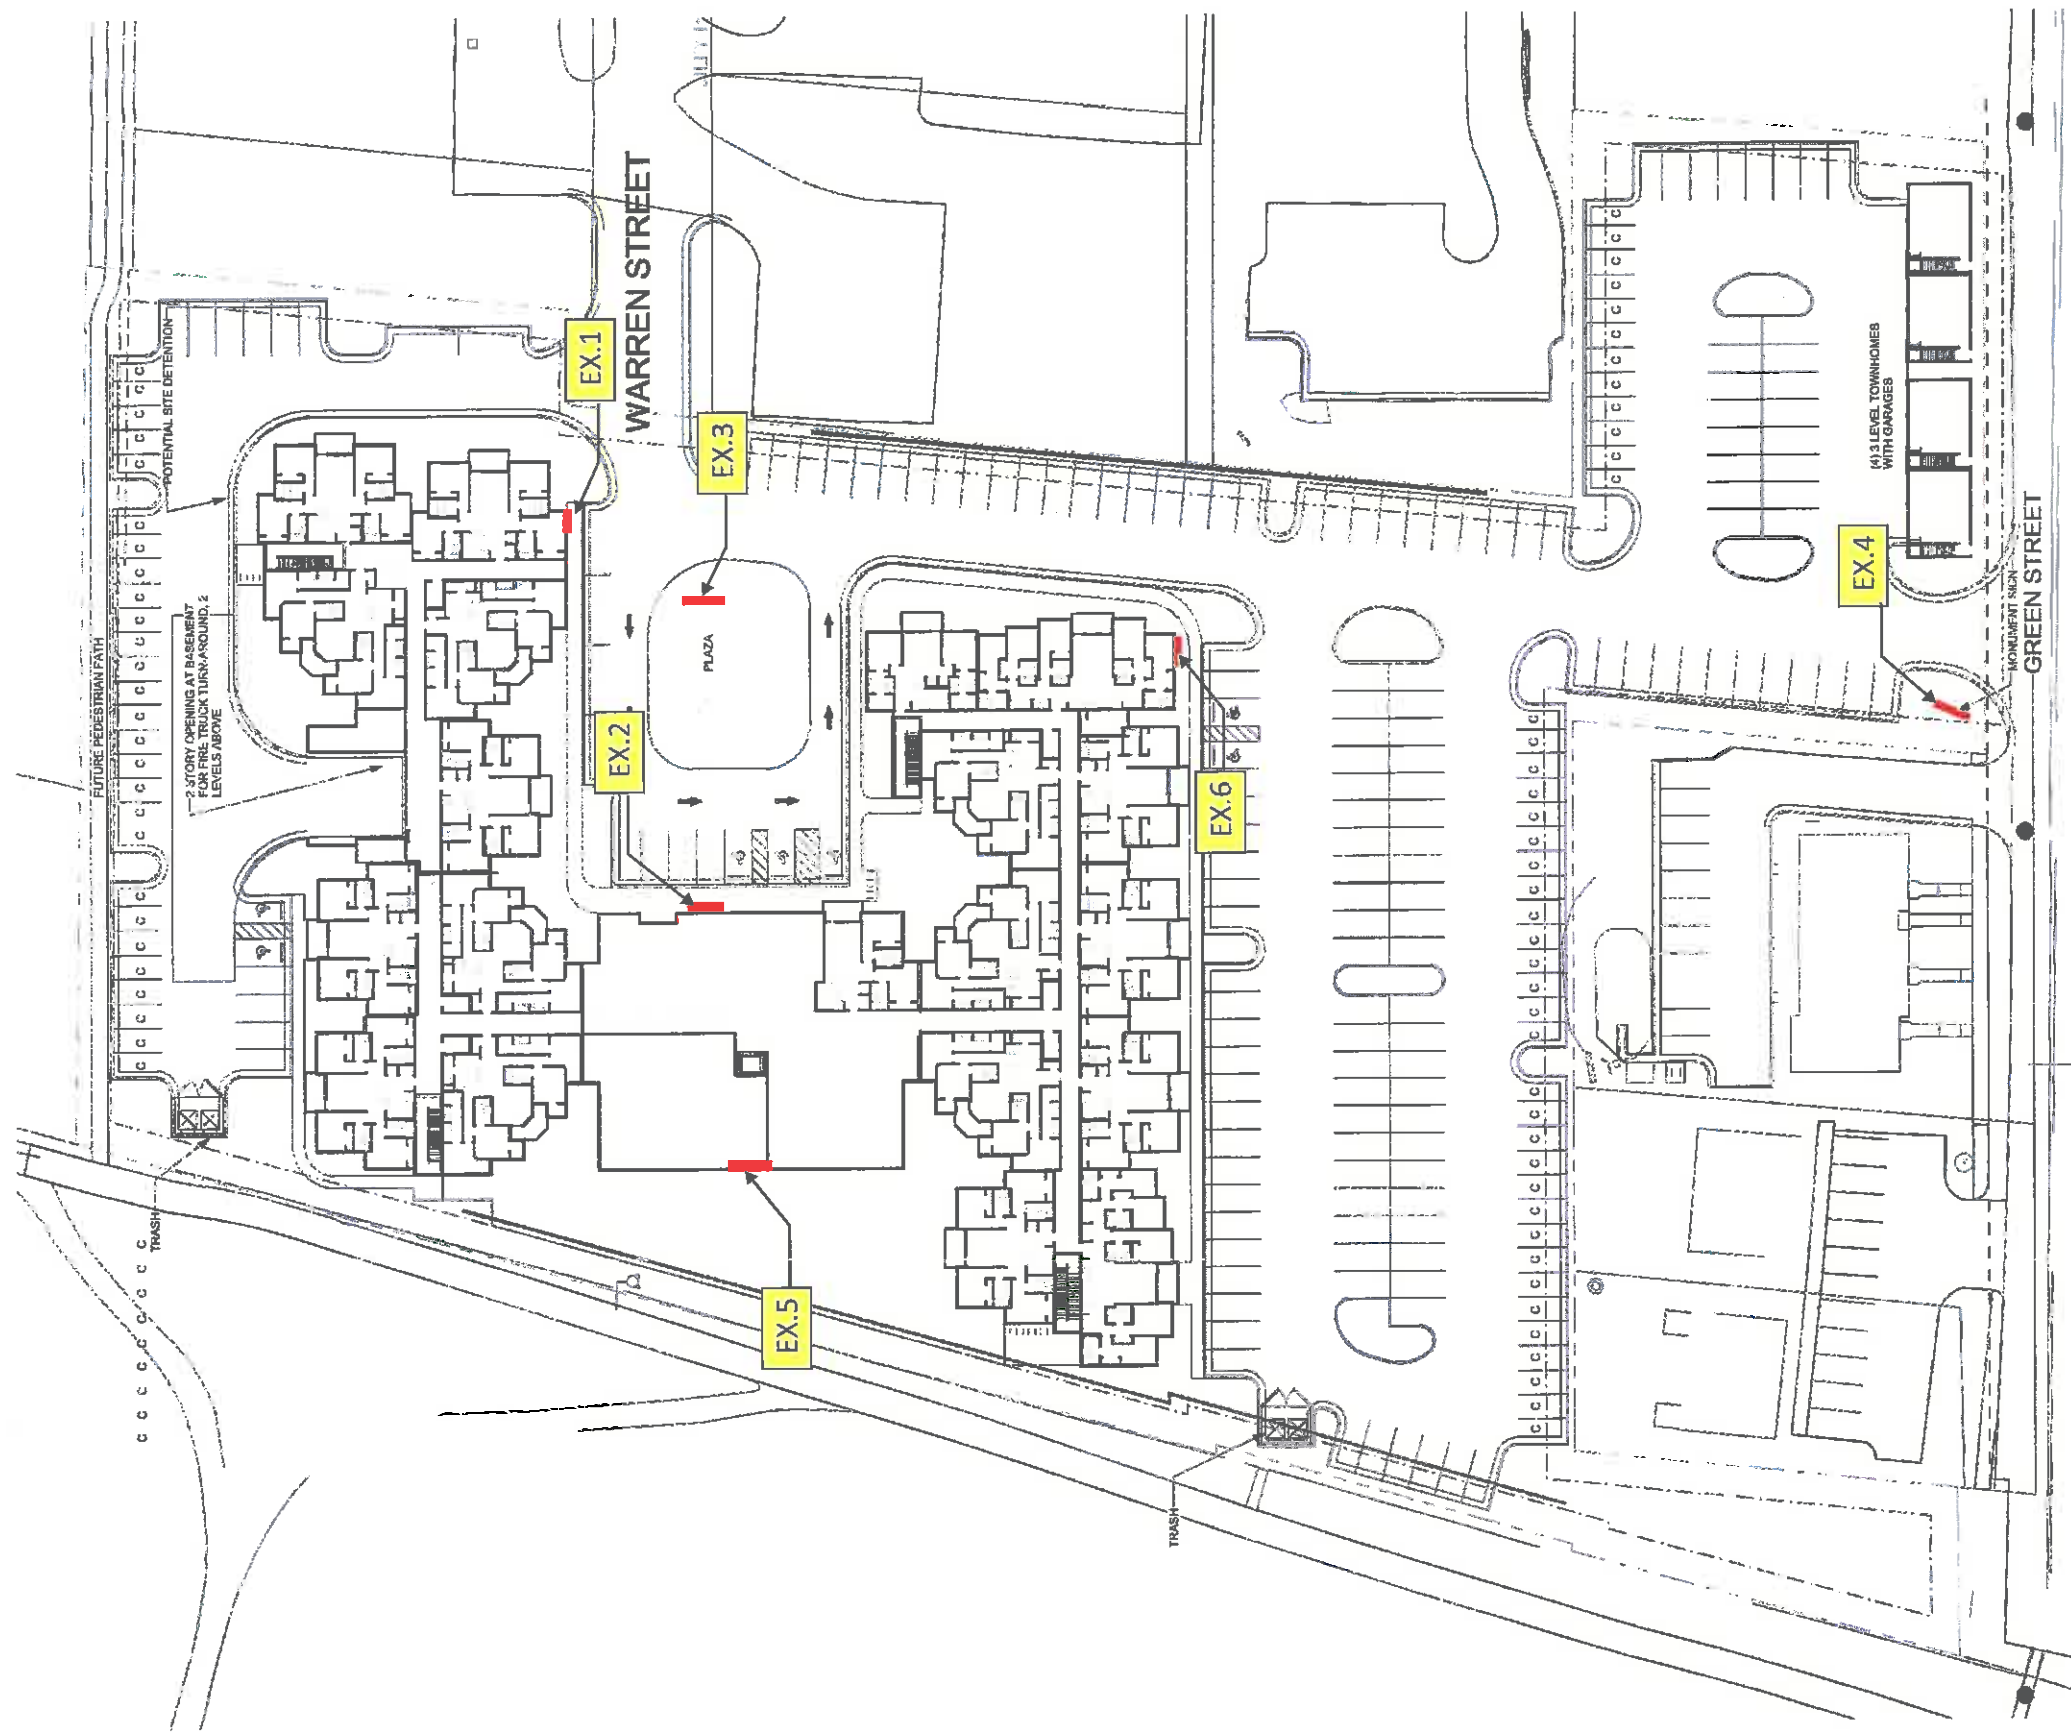 WARREN STREET
EX.1
EX.3
EX.2
EX.6
EX.5
EX.4
PLAZA
POTENTIAL SITE DETENTION
FUTURE PEDESTRIAN PATH
2 STORY OPENING AT BASEMENT
FOR FIRE TRUCK TURN AROUND, 2
LEVELS ABOVE
TRASH
TRASH
(4) 3 LEVEL TOWNHOMES
WITH GARAGES
MONUMENT SIGN
GREEN STREET
C C C C C C C C C C C